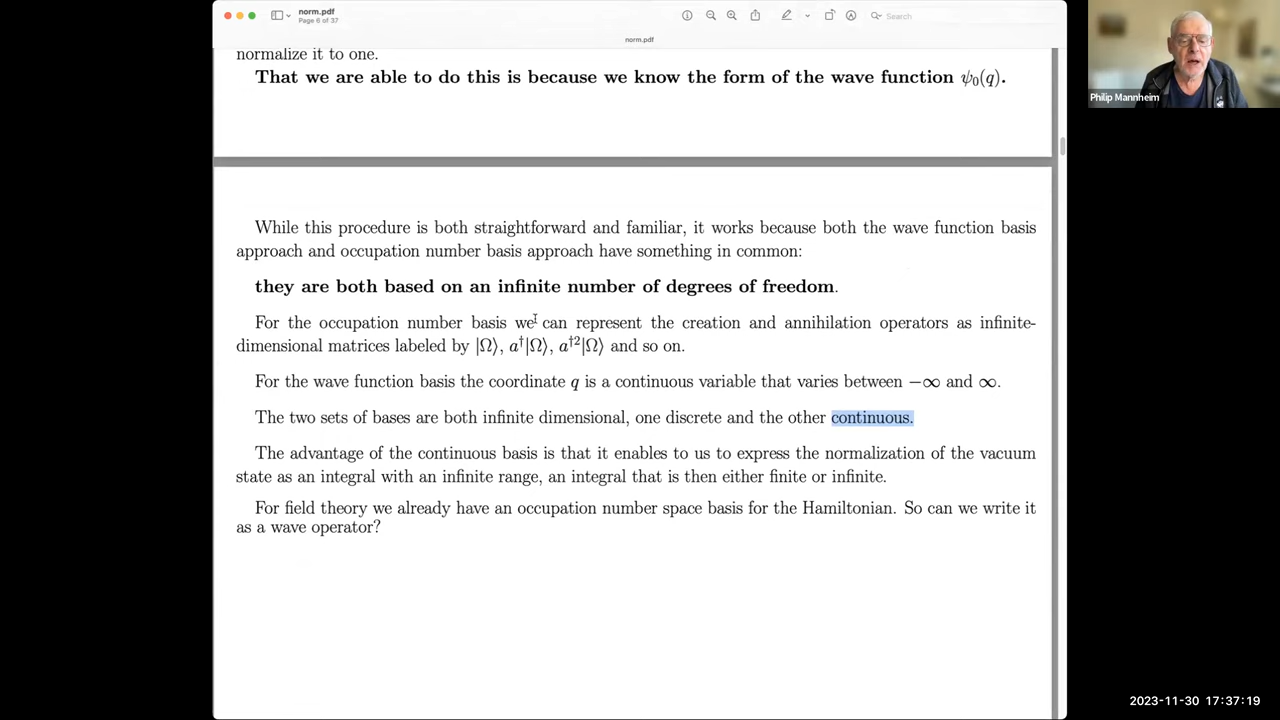 norm.pdf
Page 6 of 37
Search
norm.pdf
normalize it to one.
That we are able to do this is because we know the form of the wave function ψ₀(q).
While this procedure is both straightforward and familiar, it works because both the wave function basis
approach and occupation number basis approach have something in common:
they are both based on an infinite number of degrees of freedom.
For the occupation number basis we can represent the creation and annihilation operators as infinite-
dimensional matrices labeled by |Ω⟩, a†|Ω⟩, a†²|Ω⟩ and so on.
For the wave function basis the coordinate q is a continuous variable that varies between −∞ and ∞.
The two sets of bases are both infinite dimensional, one discrete and the other continuous.
The advantage of the continuous basis is that it enables to us to express the normalization of the vacuum
state as an integral with an infinite range, an integral that is then either finite or infinite.
For field theory we already have an occupation number space basis for the Hamiltonian. So can we write it
as a wave operator?
Philip Mannheim
2023-11-30 17:37:19